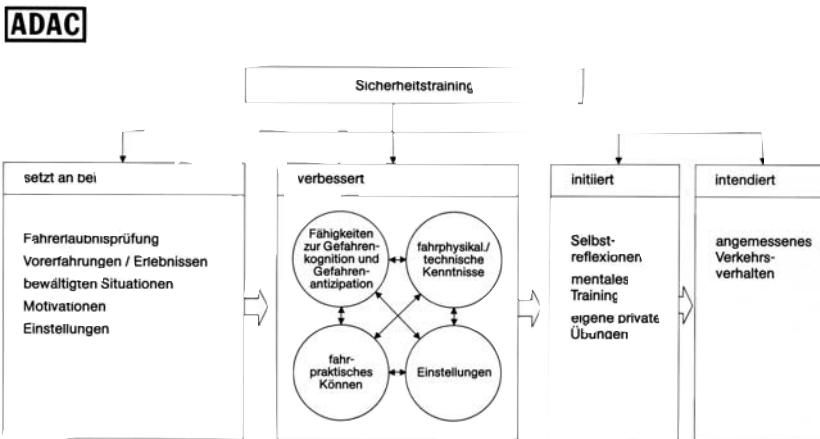 ADAC
Sicherheitstraining
setzt an bei
Fahrerlaubnisprüfung
Vorerfahrungen / Erlebnissen
bewältigten Situationen
Motivationen
Einstellungen
verbessert
Fähigkeiten
zur Gefahren-
kognition und
Gefahren-
antizipation
fahrphysikal./
technische
Kenntnisse
fahr-
praktisches
Können
Einstellungen
initiiert
Selbst-
reflexionen
mentales
Training
eigene private
Übungen
intendiert
angemessenes
Verkehrs-
verhalten